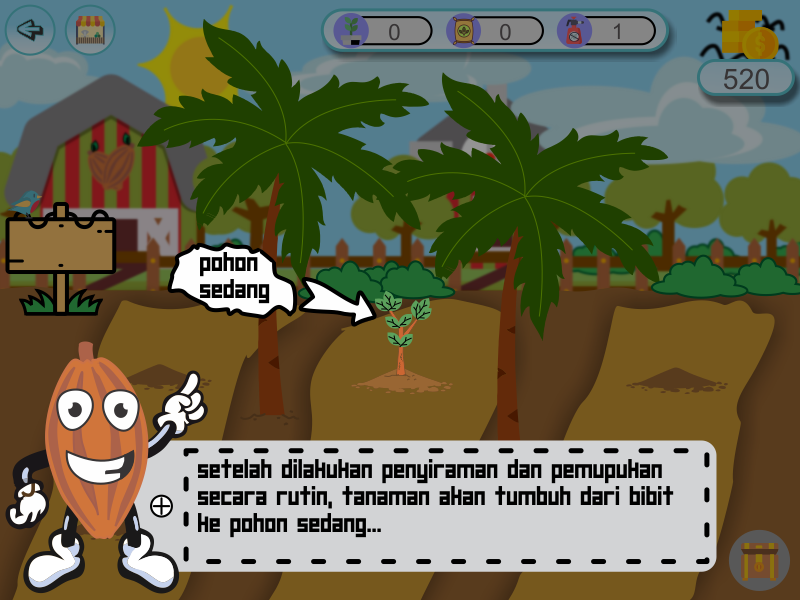 0
0
1
520
pohon
sedang
setelah dilakukan penyiraman dan pemupukan
secara rutin, tanaman akan tumbuh dari bibit
ke pohon sedang...